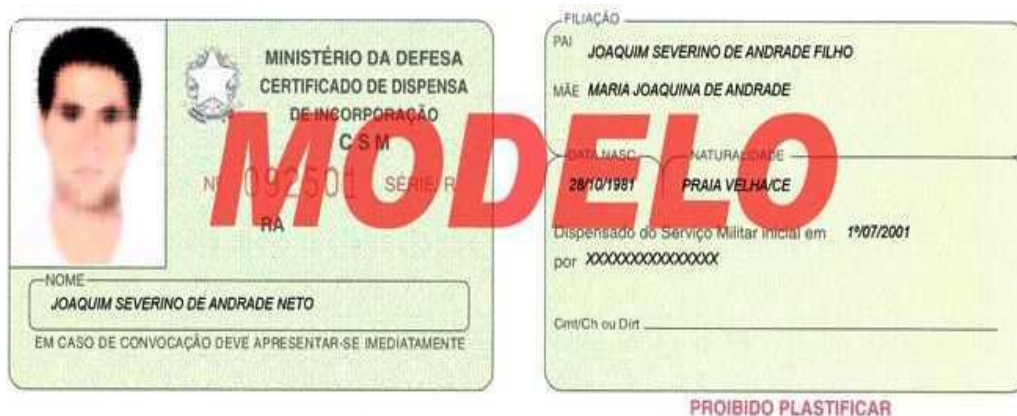 MINISTÉRIO DA DEFESA
CERTIFICADO DE DISPENSA
DE INCORPORAÇÃO
C S M
Nº 092501 SÉRIE: R
RA
NOME
JOAQUIM SEVERINO DE ANDRADE NETO
EM CASO DE CONVOCAÇÃO DEVE APRESENTAR-SE IMEDIATAMENTE
MODELO
FILIAÇÃO
PAI JOAQUIM SEVERINO DE ANDRADE FILHO
MÃE MARIA JOAQUINA DE ANDRADE
DATA NASC. NATURALIDADE
28/10/1981 PRAIA VELHA/CE
Dispensado do Serviço Militar Inicial em 1º/07/2001
por XXXXXXXXXXXXXXX
Cmt/Ch ou Dirt
PROIBIDO PLASTIFICAR